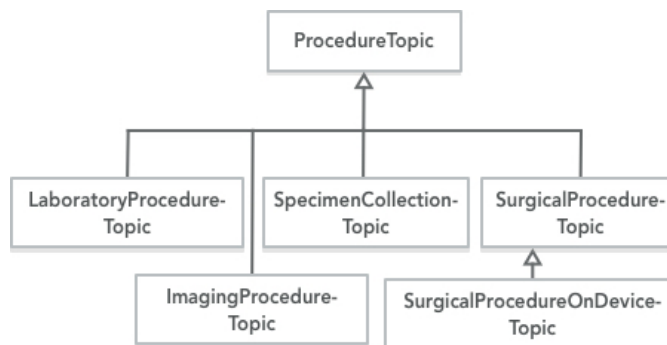 ProcedureTopic
LaboratoryProcedure-
Topic
SpecimenCollection-
Topic
SurgicalProcedure-
Topic
ImagingProcedure-
Topic
SurgicalProcedureOnDevice-
Topic